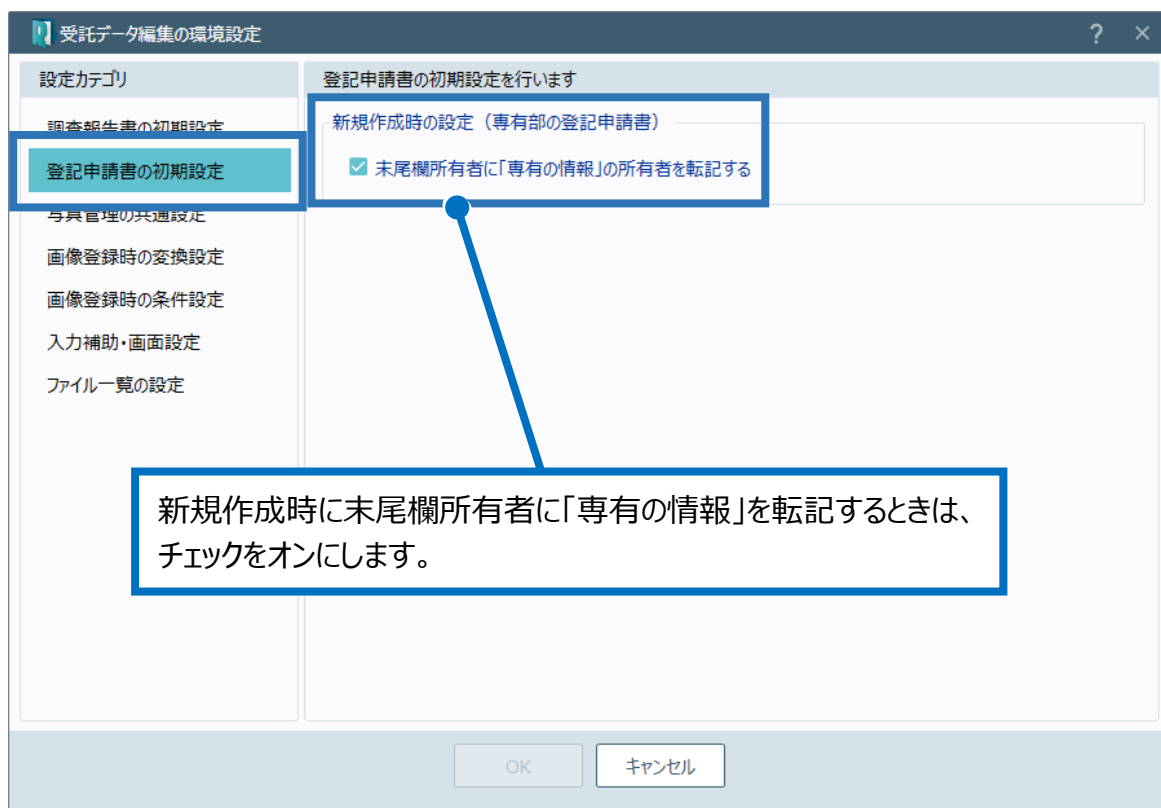 受託データ編集の環境設定
? ×
設定カテゴリ
調査報告書の初期設定
登記申請書の初期設定
写真管理の共通設定
画像登録時の変換設定
画像登録時の条件設定
入力補助・画面設定
ファイル一覧の設定
登記申請書の初期設定を行います
新規作成時の設定（専有部の登記申請書）
末尾欄所有者に「専有の情報」の所有者を転記する
新規作成時に末尾欄所有者に「専有の情報」を転記するときは、
チェックをオンにします。
OK
キャンセル